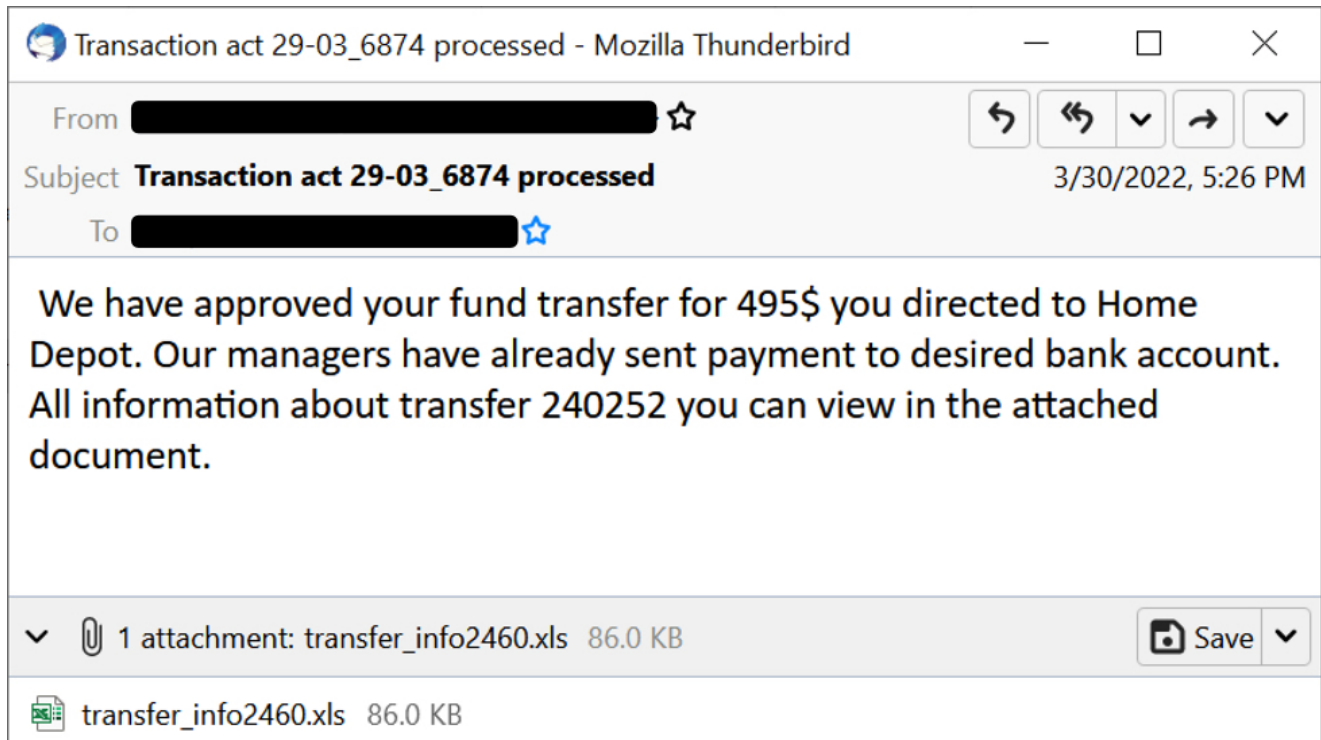 Transaction act 29-03_6874 processed - Mozilla Thunderbird
From
Subject Transaction act 29-03_6874 processed 3/30/2022, 5:26 PM
To
We have approved your fund transfer for 495$ you directed to Home
Depot. Our managers have already sent payment to desired bank account.
All information about transfer 240252 you can view in the attached
document.
1 attachment: transfer_info2460.xls 86.0 KB Save
transfer_info2460.xls 86.0 KB